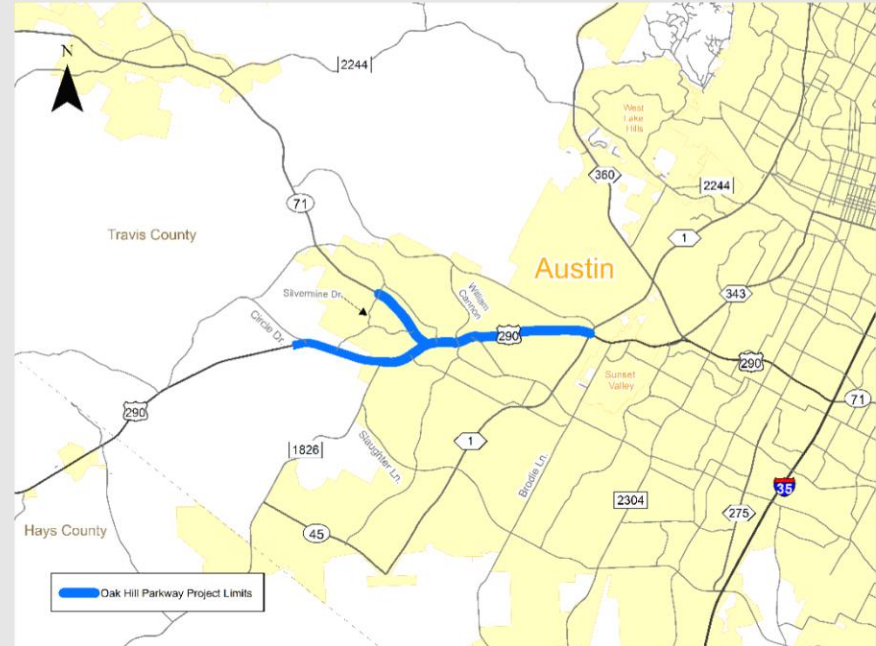 N
2244
West
Lake
Hills
360
2244
71
Travis County
1
Austin
Silvermine Dr.
William
Cannon
343
Circle Dr.
290
290
Sunset
Valley
290
71
1
1826
Slaughter Ln.
Brodie Ln.
35
2304
275
Hays County
45
Oak Hill Parkway Project Limits